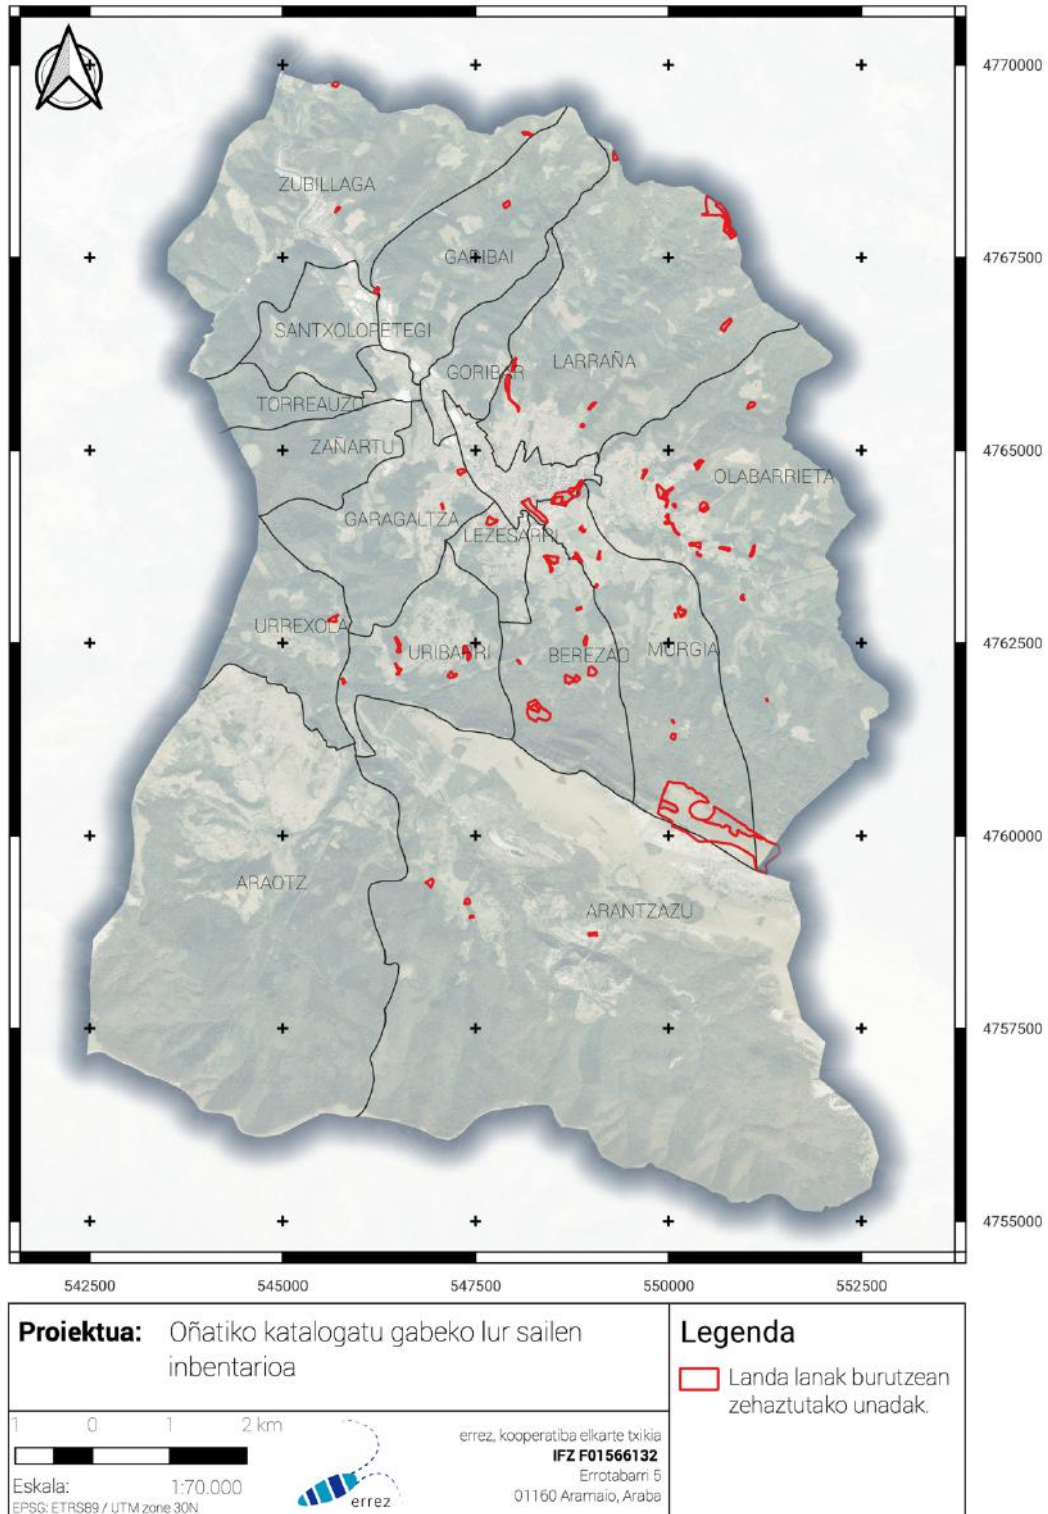 4770000
ZUBILLAGA
GARIBAI
4767500
SANTXOLOPETEGI
GORIBAR
LARRAÑA
TORREAUZO
ZAÑARTU
4765000
OLABARRIETA
GARAGALTZA
LEZESARRI
URREXOLA
URIBARRI
BEREZAO
MURGIA
4762500
4760000
ARAOTZ
ARANTZAZU
4757500
4755000
542500 545000 547500 550000 552500
Proiektua: Oñatiko katalogatu gabeko lur sailen
inbentarioa
Legenda
Landa lanak burutzean
zehaztutako unadak.
1 0 1 2 km
Eskala: 1:70.000
EPSG: ETRS89 / UTM zone 30N
errez
errez, kooperatiba elkarte txikia
IFZ F01566132
Errotabarri 5
01160 Aramaio, Araba